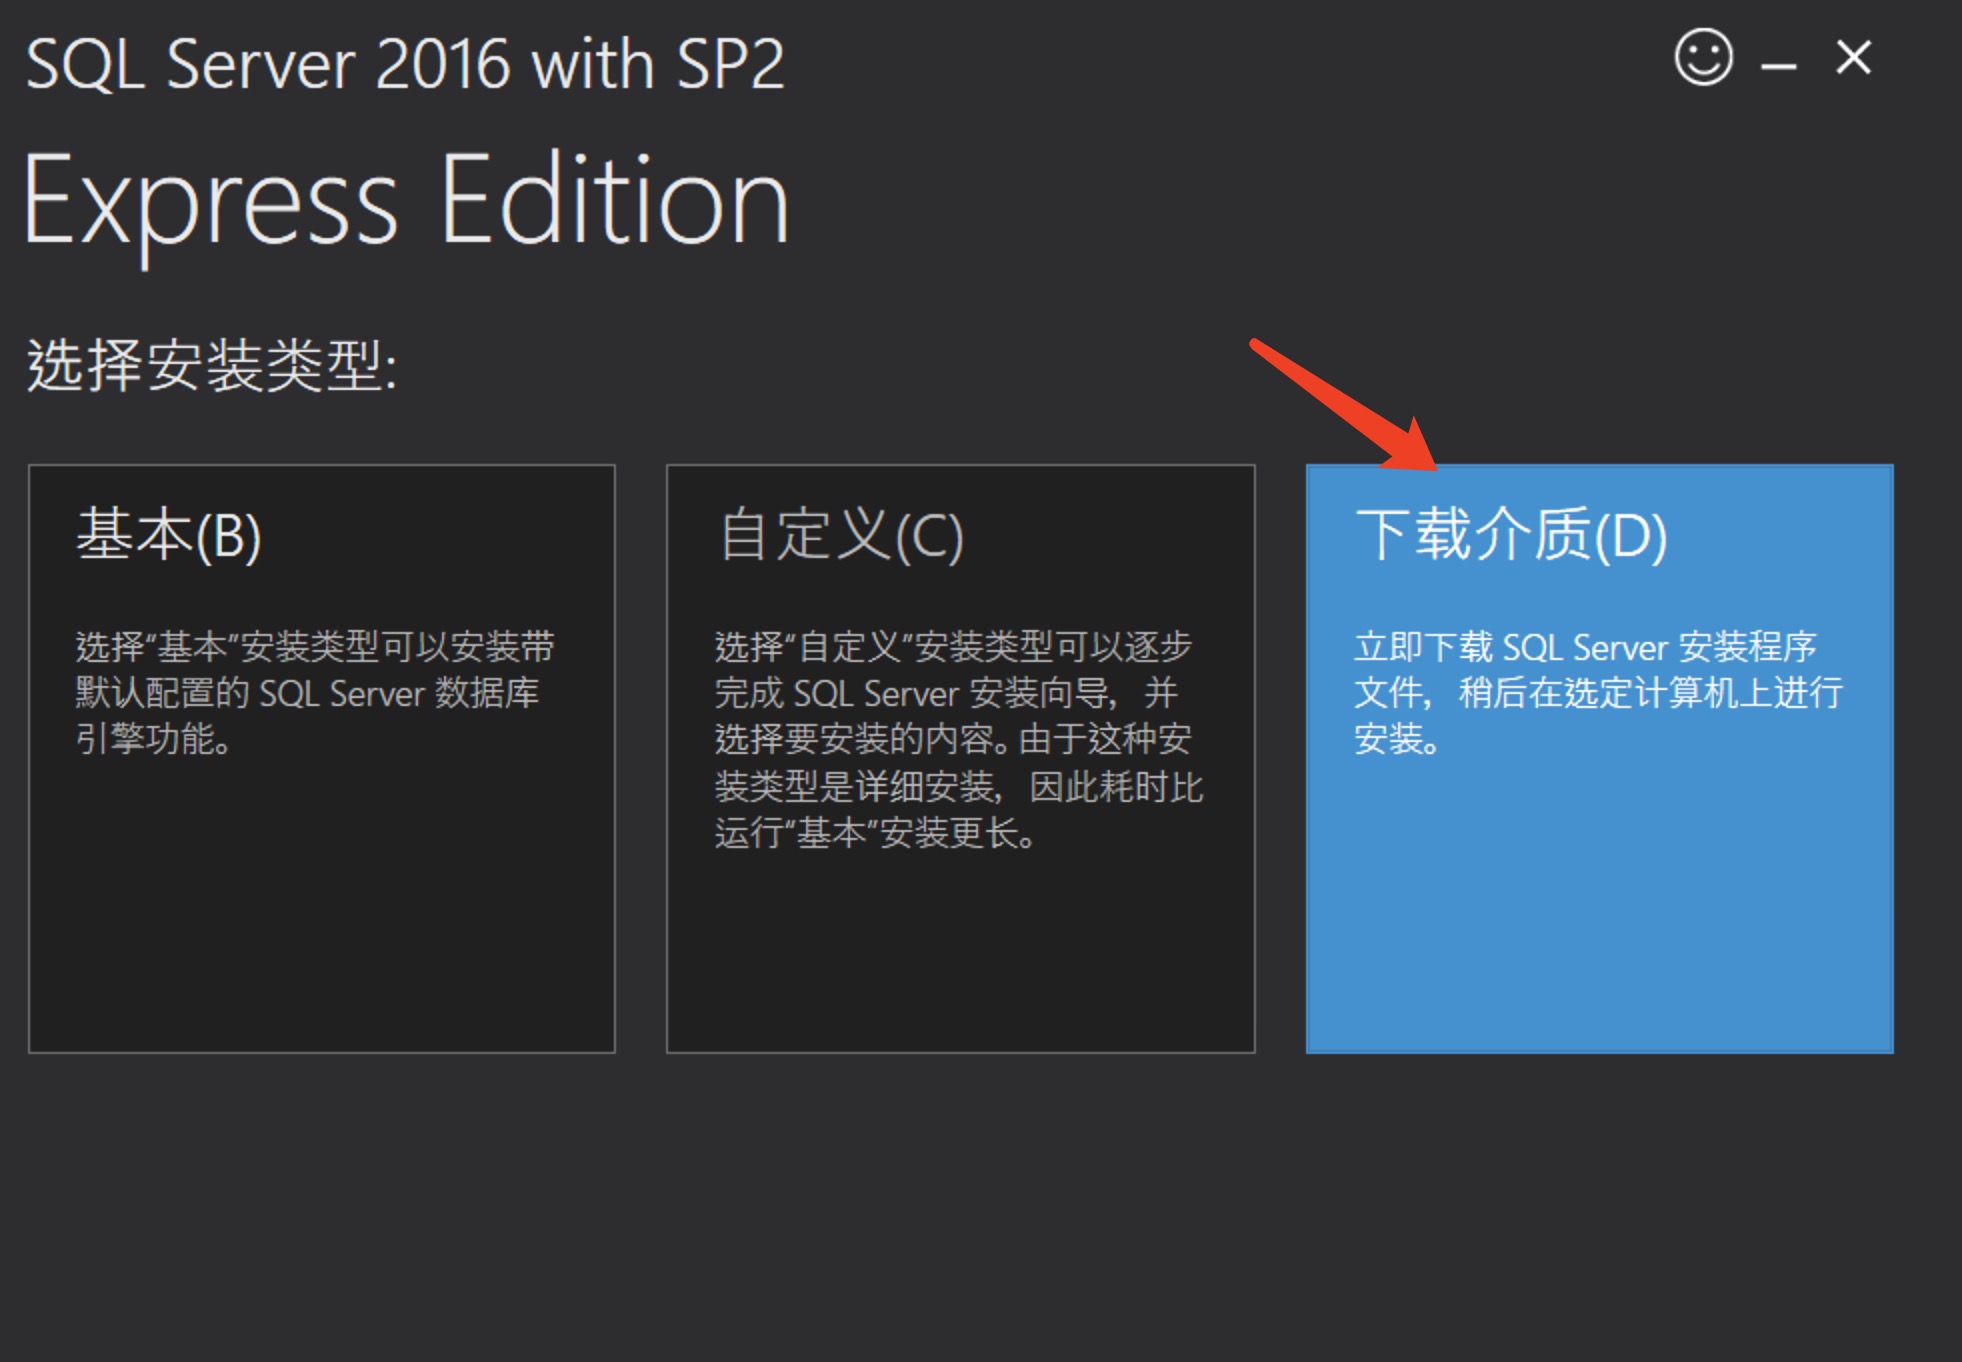 SQL Server 2016 with SP2
Express Edition
选择安装类型:
基本(B)
选择“基本”安装类型可以安装带
默认配置的 SQL Server 数据库
引擎功能。
自定义(C)
选择“自定义”安装类型可以逐步
完成 SQL Server 安装向导，并
选择要安装的内容。由于这种安
装类型是详细安装，因此耗时比
运行“基本”安装更长。
下载介质(D)
立即下载 SQL Server 安装程序
文件，稍后在选定计算机上进行
安装。